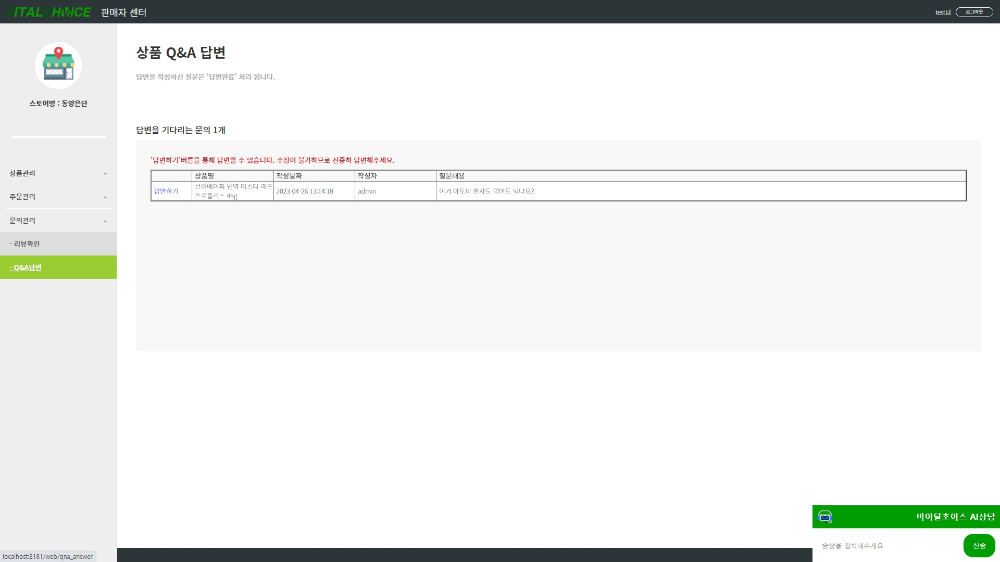 VITALCHOICE 판매자 센터
test님 로그아웃
스토어명 : 동양은단
상품관리
주문관리
문의관리
- 리뷰확인
- Q&A답변
상품 Q&A 답변
답변을 작성하신 질문은 '답변완료' 처리 됩니다.
답변을 기다리는 문의 1개
'답변하기'버튼을 통해 답변할 수 있습니다. 수정이 불가하므로 신중히 답변해주세요.
상품명 작성날짜 작성자 질문내용
답변하기 브이에이피 면역 마스터 레드 2023-04-26 13:14:18 admin 이거 아토피 환자도 먹어도 되나요?
프로폴리스 45g
바이탈초이스 AI상담
증상을 입력해주세요 전송
localhost:8181/web/qna_answer